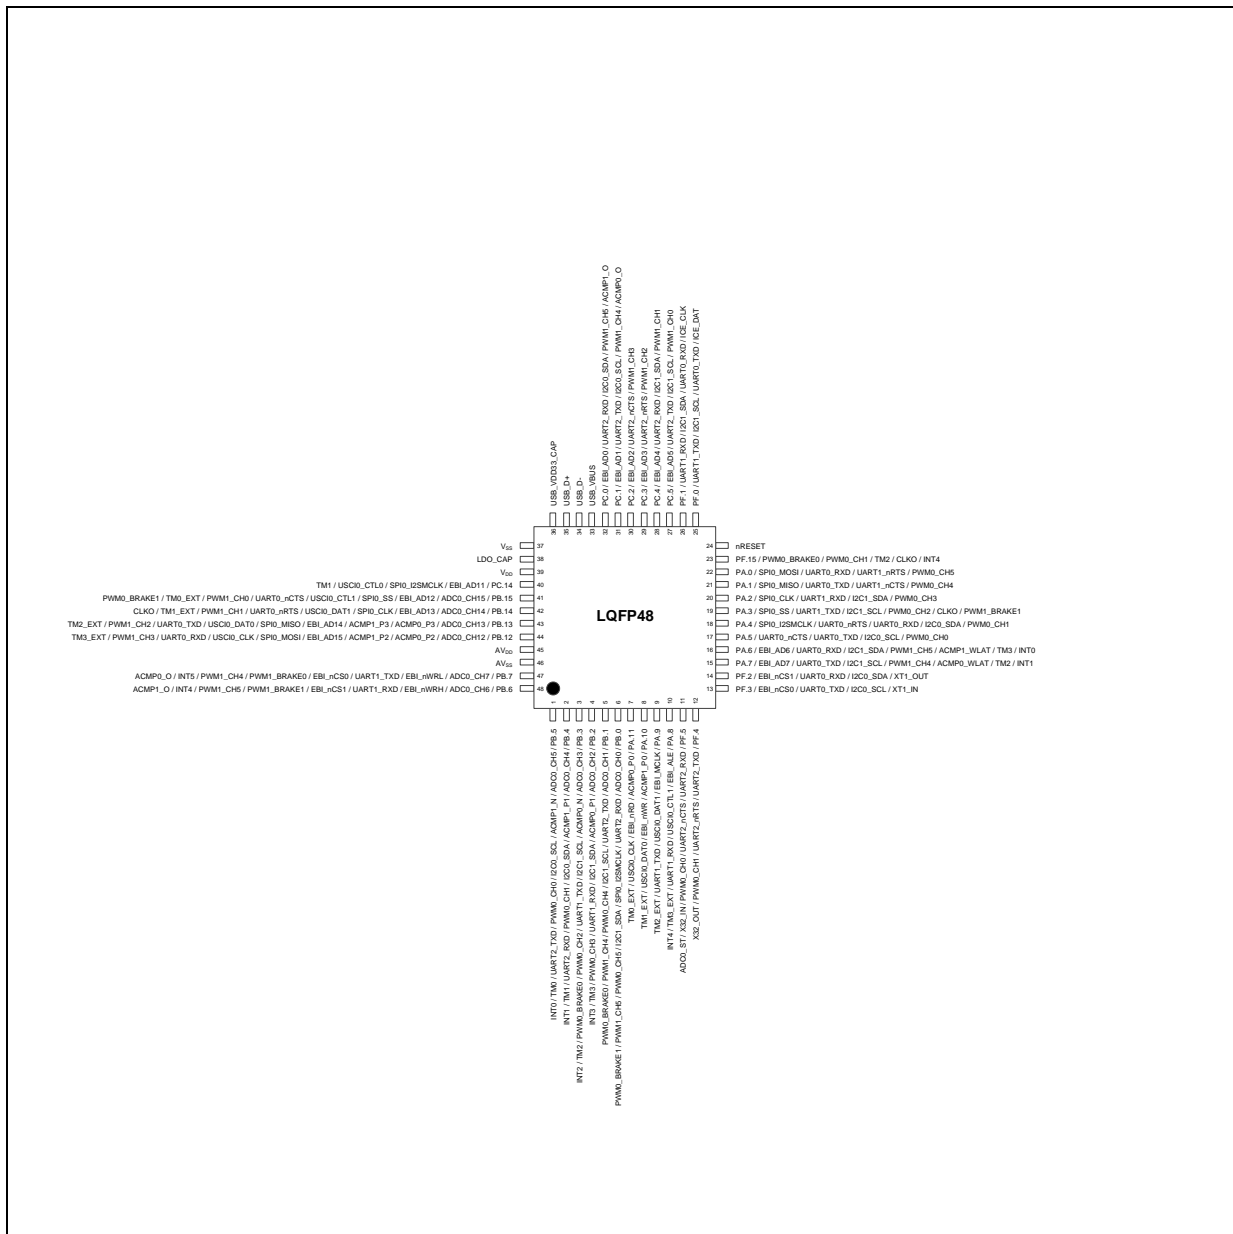 USB_VDD33_CAP
USB_D+
USB_D-
USB_VBUS
PC.0 / EBI_AD0 / UART2_RXD / I2C0_SDA / PWM1_CH5 / ACMP1_O
PC.1 / EBI_AD1 / UART2_TXD / I2C0_SCL / PWM1_CH4 / ACMP0_O
PC.2 / EBI_AD2 / UART2_nCTS / PWM1_CH3
PC.3 / EBI_AD3 / UART2_nRTS / PWM1_CH2
PC.4 / EBI_AD4 / UART2_RXD / I2C1_SDA / PWM1_CH1
PC.5 / EBI_AD5 / UART2_TXD / I2C1_SCL / PWM1_CH0
PF.1 / UART1_RXD / I2C1_SDA / UART0_RXD / ICE_CLK
PF.0 / UART1_TXD / I2C1_SCL / UART0_TXD / ICE_DAT
36 35 34 33 32 31 30 29 28 27 26 25
VSS 37
LDO_CAP 38
VDD 39
TM1 / USCI0_CTL0 / SPI0_I2SMCLK / EBI_AD11 / PC.14 40
PWM0_BRAKE1 / TM0_EXT / PWM1_CH0 / UART0_nCTS / USCI0_CTL1 / SPI0_SS / EBI_AD12 / ADC0_CH15 / PB.15 41
CLKO / TM1_EXT / PWM1_CH1 / UART0_nRTS / USCI0_DAT1 / SPI0_CLK / EBI_AD13 / ADC0_CH14 / PB.14 42
TM2_EXT / PWM1_CH2 / UART0_TXD / USCI0_DAT0 / SPI0_MISO / EBI_AD14 / ACMP1_P3 / ACMP0_P3 / ADC0_CH13 / PB.13 43
TM3_EXT / PWM1_CH3 / UART0_RXD / USCI0_CLK / SPI0_MOSI / EBI_AD15 / ACMP1_P2 / ACMP0_P2 / ADC0_CH12 / PB.12 44
AVDD 45
AVSS 46
ACMP0_O / INT5 / PWM1_CH4 / PWM1_BRAKE0 / EBI_nCS0 / UART1_TXD / EBI_nWRL / ADC0_CH7 / PB.7 47
ACMP1_O / INT4 / PWM1_CH5 / PWM1_BRAKE1 / EBI_nCS1 / UART1_RXD / EBI_nWRH / ADC0_CH6 / PB.6 48
LQFP48
24 nRESET
23 PF.15 / PWM0_BRAKE0 / PWM0_CH1 / TM2 / CLKO / INT4
22 PA.0 / SPI0_MOSI / UART0_RXD / UART1_nRTS / PWM0_CH5
21 PA.1 / SPI0_MISO / UART0_TXD / UART1_nCTS / PWM0_CH4
20 PA.2 / SPI0_CLK / UART1_RXD / I2C1_SDA / PWM0_CH3
19 PA.3 / SPI0_SS / UART1_TXD / I2C1_SCL / PWM0_CH2 / CLKO / PWM1_BRAKE1
18 PA.4 / SPI0_I2SMCLK / UART0_nRTS / UART0_RXD / I2C0_SDA / PWM0_CH1
17 PA.5 / UART0_nCTS / UART0_TXD / I2C0_SCL / PWM0_CH0
16 PA.6 / EBI_AD6 / UART0_RXD / I2C1_SDA / PWM1_CH5 / ACMP1_WLAT / TM3 / INT0
15 PA.7 / EBI_AD7 / UART0_TXD / I2C1_SCL / PWM1_CH4 / ACMP0_WLAT / TM2 / INT1
14 PF.2 / EBI_nCS1 / UART0_RXD / I2C0_SDA / XT1_OUT
13 PF.3 / EBI_nCS0 / UART0_TXD / I2C0_SCL / XT1_IN
1 2 3 4 5 6 7 8 9 10 11 12
INT0 / TM0 / UART2_TXD / PWM0_CH0 / I2C0_SCL / ACMP1_N / ADC0_CH5 / PB.5
INT1 / TM1 / UART2_RXD / PWM0_CH1 / I2C0_SDA / ACMP1_P1 / ADC0_CH4 / PB.4
INT2 / TM2 / PWM0_BRAKE0 / PWM0_CH2 / UART1_TXD / I2C1_SCL / ACMP0_N / ADC0_CH3 / PB.3
INT3 / TM3 / PWM0_CH3 / UART1_RXD / I2C1_SDA / ACMP0_P1 / ADC0_CH2 / PB.2
PWM0_BRAKE0 / PWM1_CH4 / PWM0_CH4 / I2C1_SCL / UART2_TXD / ADC0_CH1 / PB.1
PWM0_BRAKE1 / PWM1_CH5 / PWM0_CH5 / I2C1_SDA / SPI0_I2SMCLK / UART2_RXD / ADC0_CH0 / PB.0
TM0_EXT / USCI0_CLK / EBI_nRD / ACMP0_P0 / PA.11
TM1_EXT / USCI0_DAT0 / EBI_nWR / ACMP1_P0 / PA.10
TM2_EXT / UART1_TXD / USCI0_DAT1 / EBI_MCLK / PA.9
INT4 / TM3_EXT / UART1_RXD / USCI0_CTL1 / EBI_ALE / PA.8
ADC0_ST / X32_IN / PWM0_CH0 / UART2_nCTS / UART2_RXD / PF.5
X32_OUT / PWM0_CH1 / UART2_nRTS / UART2_TXD / PF.4